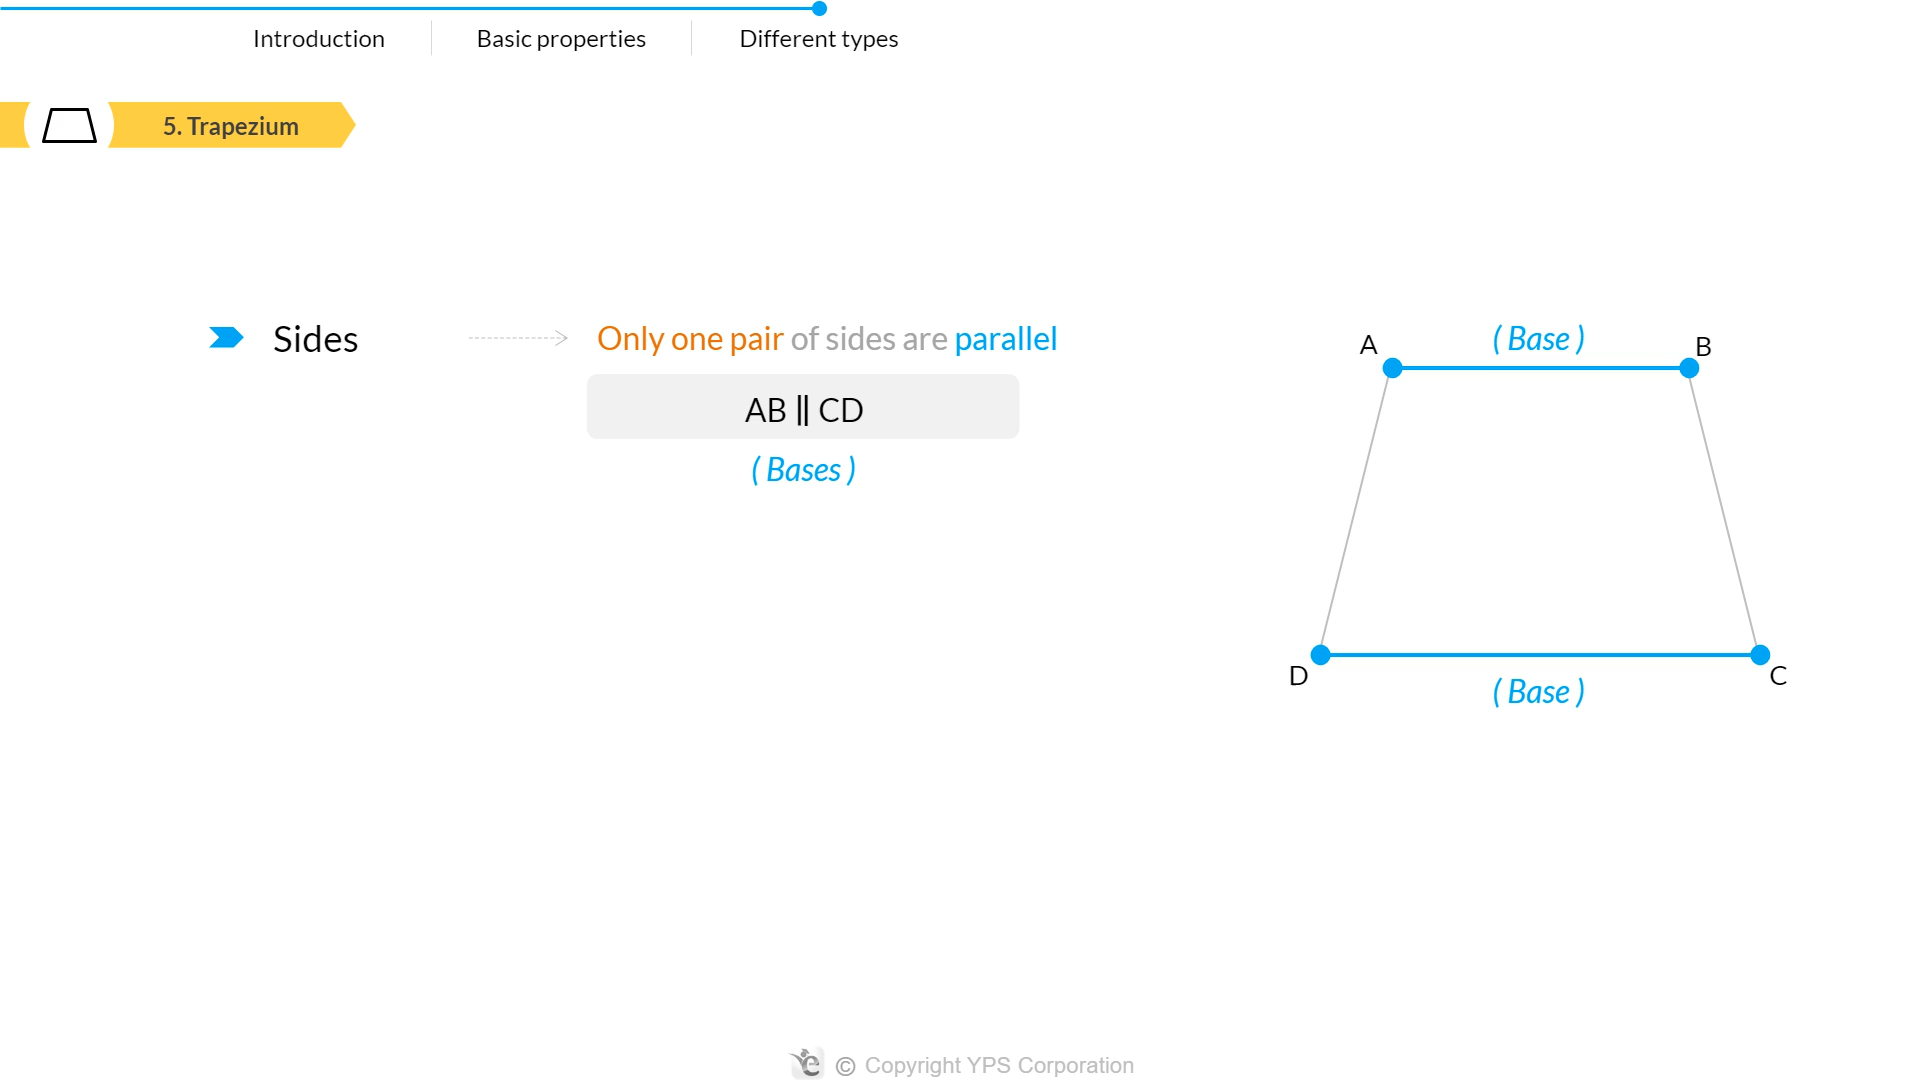 Introduction
Basic properties
Different types
5. Trapezium
Sides
Only one pair of sides are parallel
AB || CD
( Bases )
A
( Base )
B
D
C
( Base )
© Copyright YPS Corporation